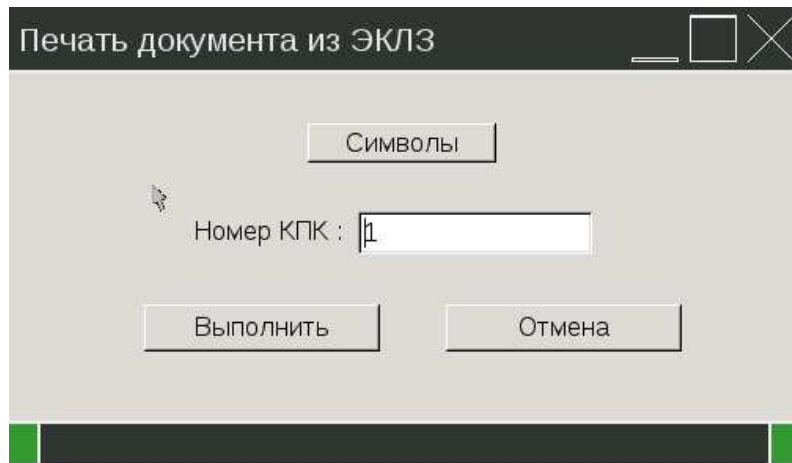 Печать документа из ЭКЛЗ
Символы
Номер КПК : 1
Выполнить
Отмена